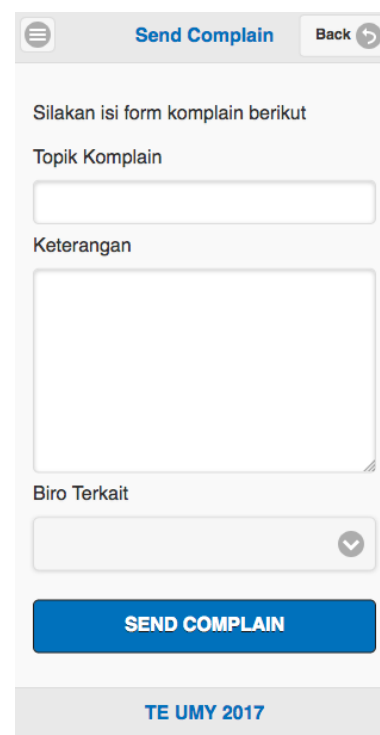 Send Complain
Back
Silakan isi form komplain berikut
Topik Komplain
Keterangan
Biro Terkait
SEND COMPLAIN
TE UMY 2017